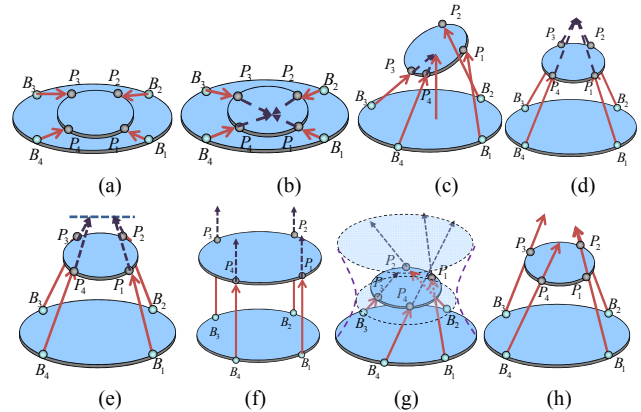 P2
P3 P2 P1 P3 P2
B3 P3 P2 B2 B3 P3 P2 B2 P3 P4 P4 P1
P4 P1 P4 P1 B3 B2 B3 B2
B4 B1 B4 B1 B4 B1 B4 B1
(a) (b) (c) (d)
P3 P2 P3 P2 P2 P3 P2
P4 P1 P4 P1 P3 P4 P1 P4 P1
B3 B2 B3 B2 B3 B2 B3 B2
B4 B1 B4 B1 B4 B1 B4 B1
(e) (f) (g) (h)